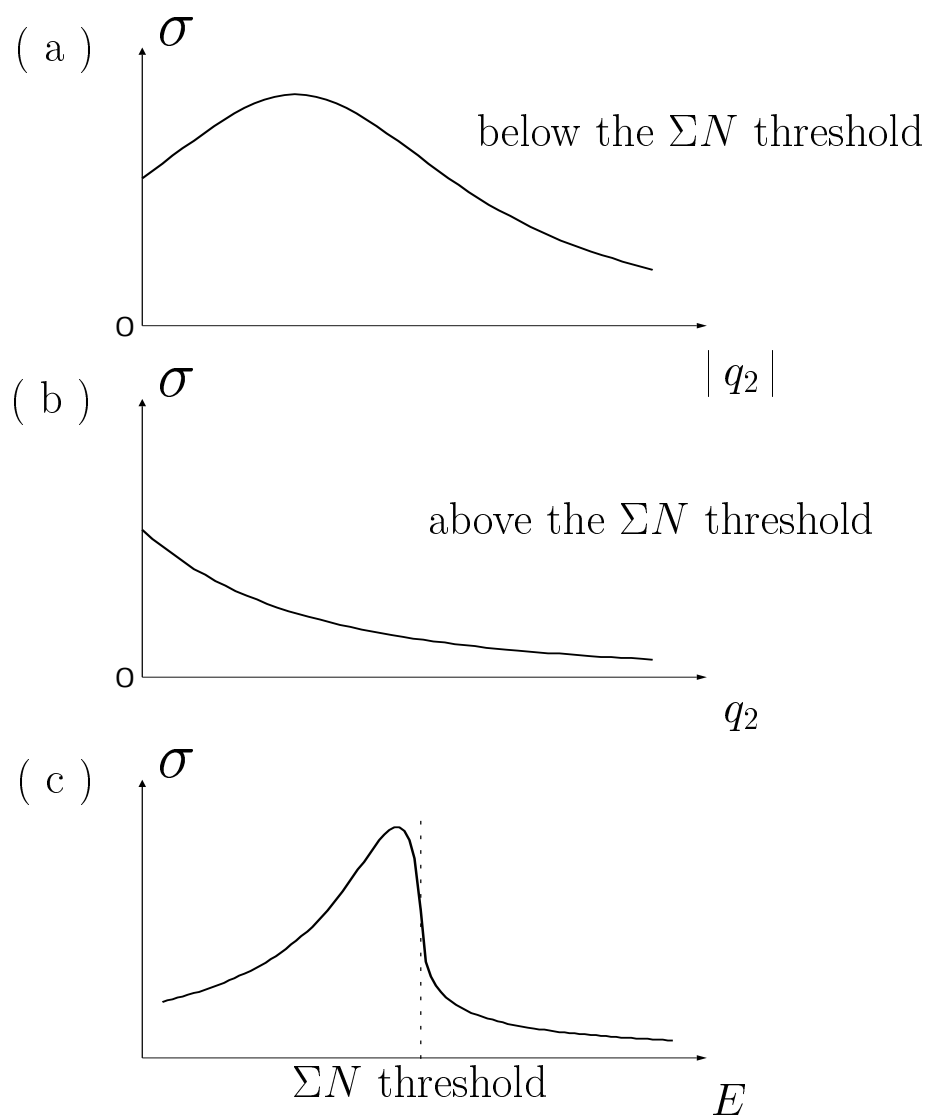 ( a )
σ
below the ΣN threshold
0
| q₂ |
( b )
σ
above the ΣN threshold
0
q₂
( c )
σ
ΣN threshold
E